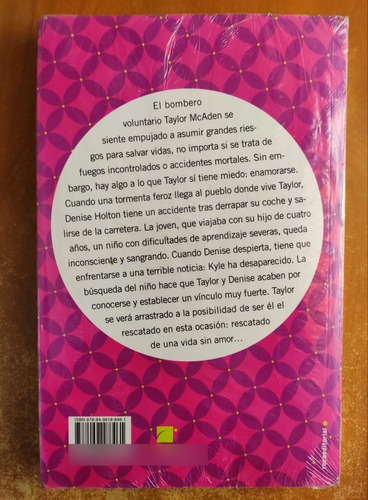 El bombero
voluntario Taylor McAden se
siente empujado a asumir grandes ries-
gos para salvar vidas, no importa si se trata de
fuegos incontrolados o accidentes mortales. Sin em-
bargo, hay algo a lo que Taylor sí tiene miedo: enamorarse.
Cuando una tormenta feroz llega al pueblo donde vive Taylor,
Denise Holton tiene un accidente tras derrapar su coche y sa-
lirse de la carretera. La joven, que viajaba con su hijo de cuatro
años, un niño con dificultades de aprendizaje severas, queda
inconsciente y sangrando. Cuando Denise despierta, tiene que
enfrentarse a una terrible noticia: Kyle ha desaparecido. La
búsqueda del niño hace que Taylor y Denise acaben por
conocerse y establecer un vínculo muy fuerte. Taylor
se verá arrastrado a la posibilidad de ser él el
rescatado en esta ocasión: rescatado
de una vida sin amor...
rocaeditorial